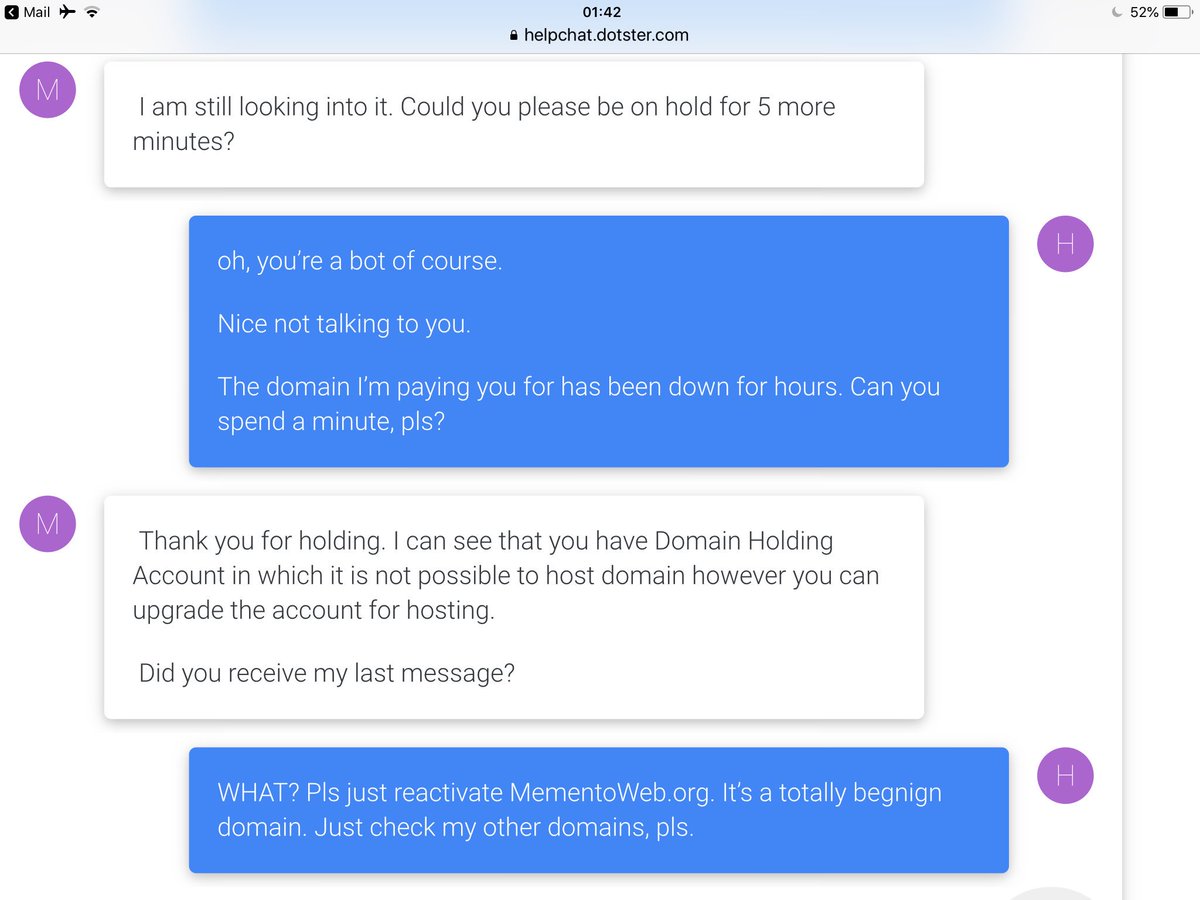 Mail 01:42 52%
helpchat.dotster.com
M
I am still looking into it. Could you please be on hold for 5 more
minutes?
H
oh, you’re a bot of course.
Nice not talking to you.
The domain I’m paying you for has been down for hours. Can you
spend a minute, pls?
M
Thank you for holding. I can see that you have Domain Holding
Account in which it is not possible to host domain however you can
upgrade the account for hosting.
Did you receive my last message?
H
WHAT? Pls just reactivate MementoWeb.org. It’s a totally begnign
domain. Just check my other domains, pls.